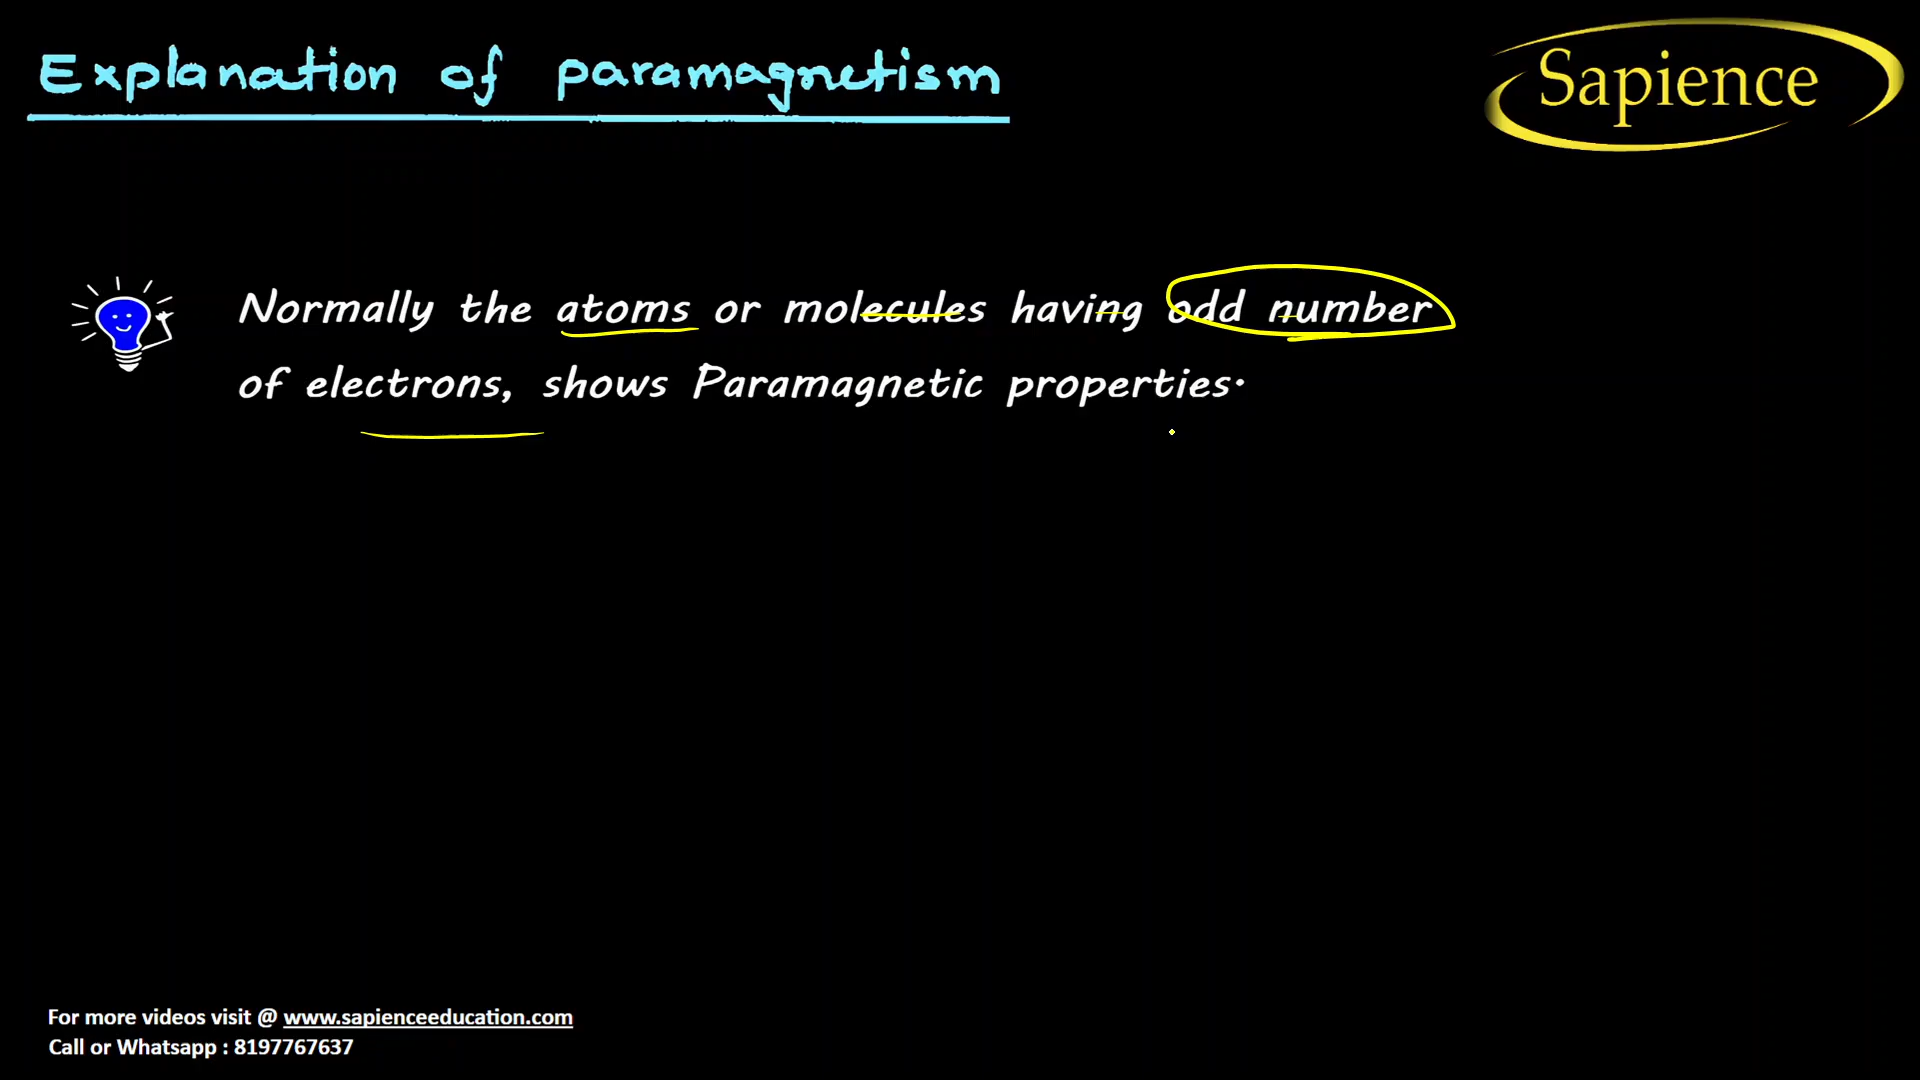 Explanation of paramagnetism
Sapience
Normally the atoms or molecules having odd number
of electrons, shows Paramagnetic properties.
For more videos visit @ www.sapienceeducation.com
Call or Whatsapp : 8197767637